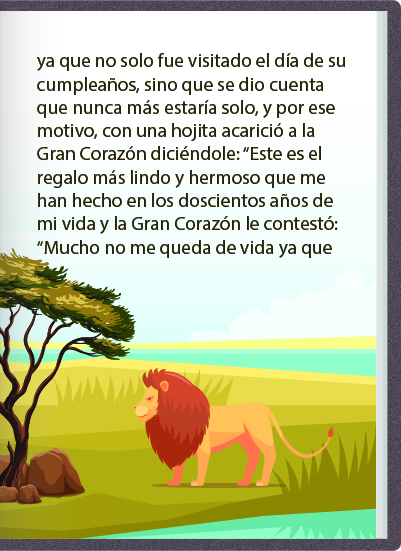 ya que no solo fue visitado el día de su
cumpleaños, sino que se dio cuenta
que nunca más estaría solo, y por ese
motivo, con una hojita acarició a la
Gran Corazón diciéndole: “Este es el
regalo más lindo y hermoso que me
han hecho en los doscientos años de
mi vida y la Gran Corazón le contestó:
“Mucho no me queda de vida ya que